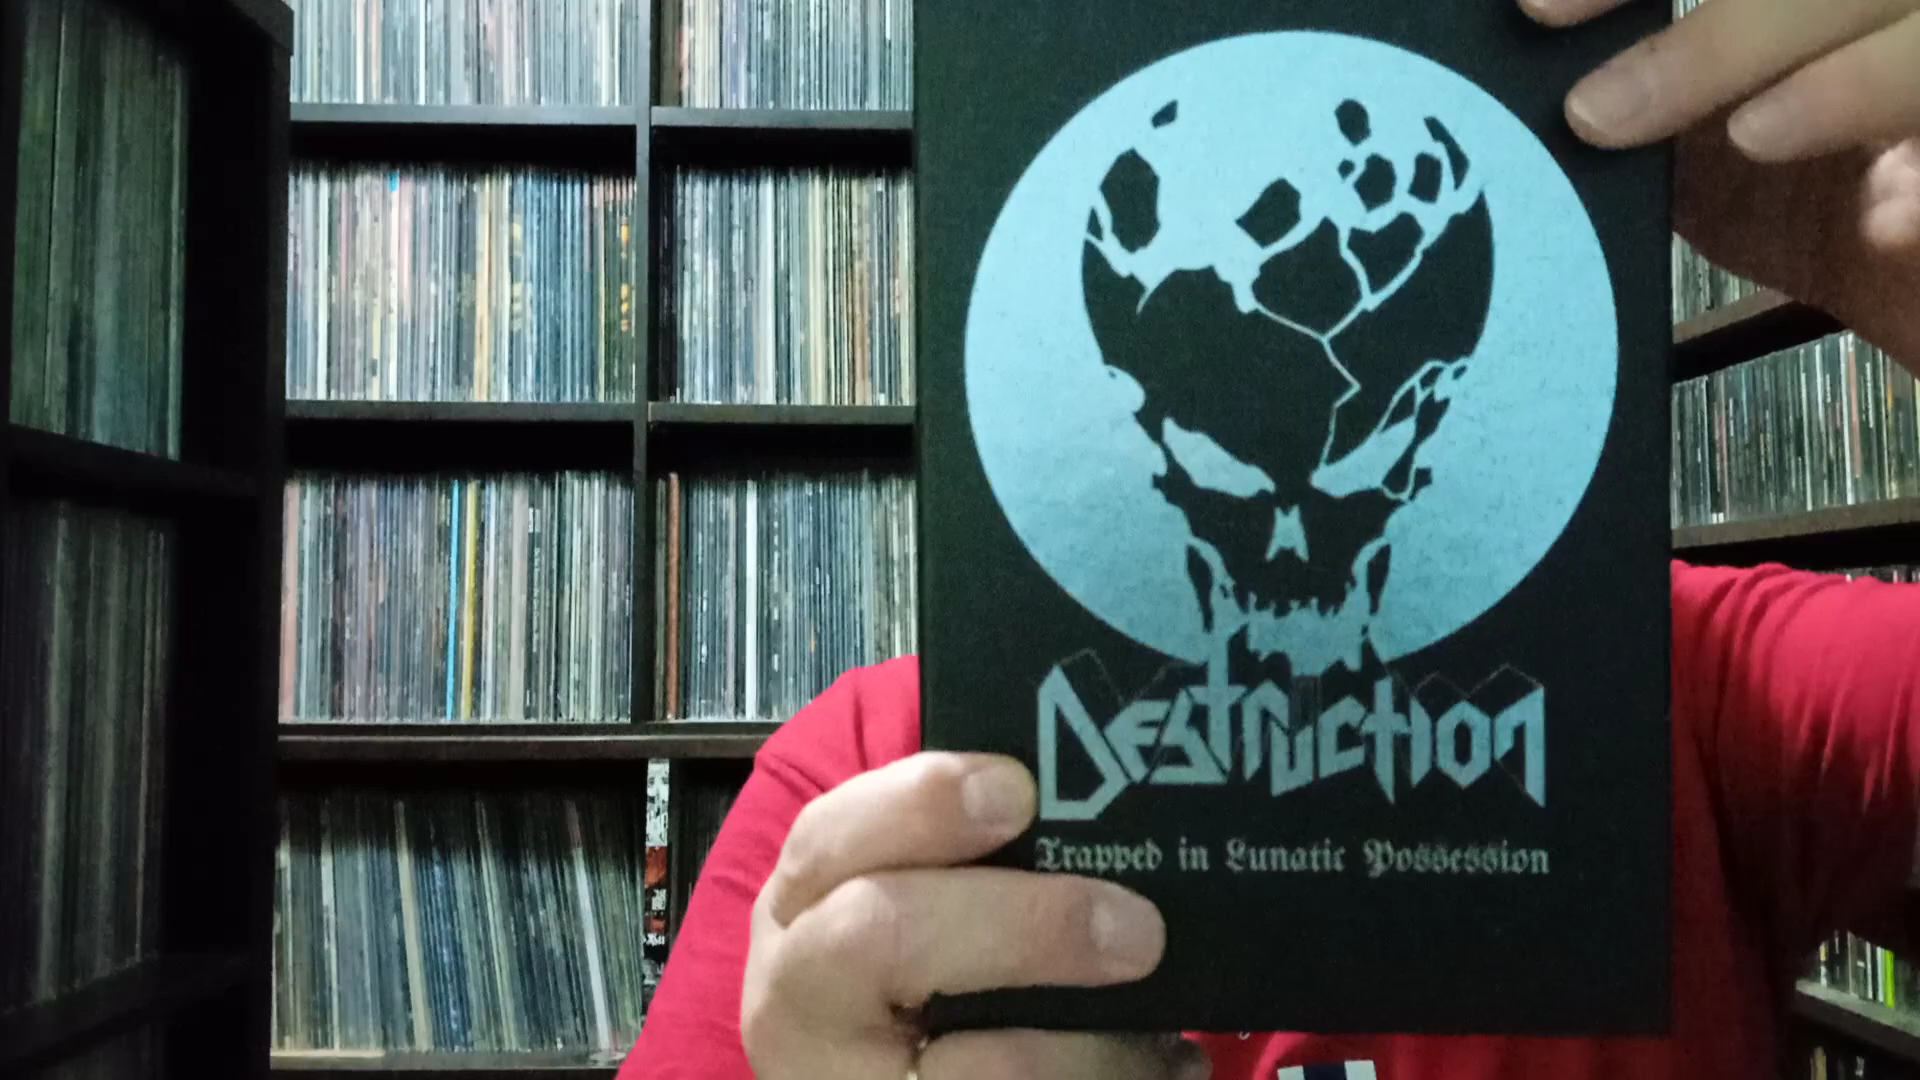 Destruction
Trapped in Lunatic Possession